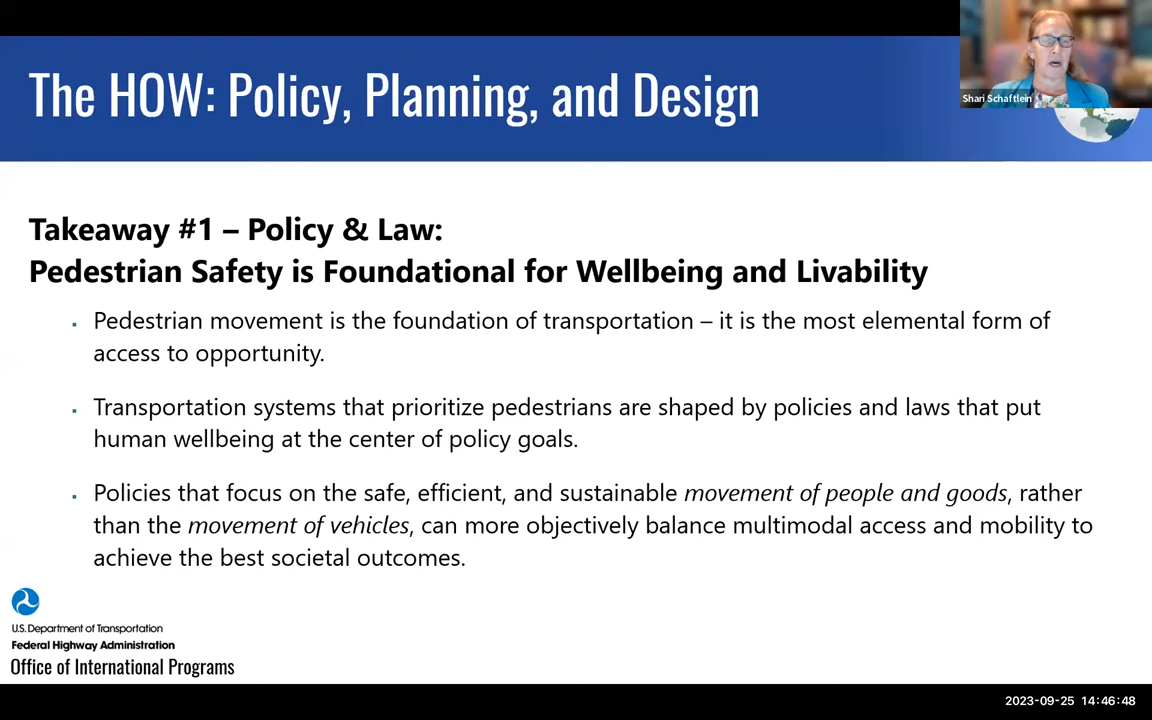 The HOW: Policy, Planning, and Design
Shari Schaftlein
Takeaway #1 – Policy & Law:
Pedestrian Safety is Foundational for Wellbeing and Livability
▪ Pedestrian movement is the foundation of transportation – it is the most elemental form of
access to opportunity.
▪ Transportation systems that prioritize pedestrians are shaped by policies and laws that put
human wellbeing at the center of policy goals.
▪ Policies that focus on the safe, efficient, and sustainable movement of people and goods, rather
than the movement of vehicles, can more objectively balance multimodal access and mobility to
achieve the best societal outcomes.
U.S. Department of Transportation
Federal Highway Administration
Office of International Programs
2023-09-25 14:46:48